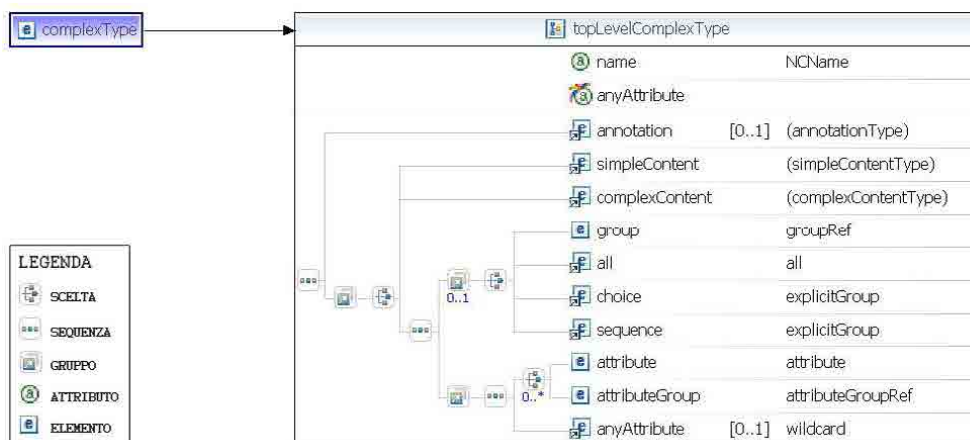 complexType
topLevelComplexType
name NCName
anyAttribute
annotation [0..1] (annotationType)
simpleContent (simpleContentType)
complexContent (complexContentType)
group groupRef
all all
0..1
choice explicitGroup
sequence explicitGroup
attribute attribute
0..*
attributeGroup attributeGroupRef
anyAttribute [0..1] wildcard
LEGENDA
SCELTA
SEQUENZA
GRUPPO
ATTRIBUTO
ELEMENTO